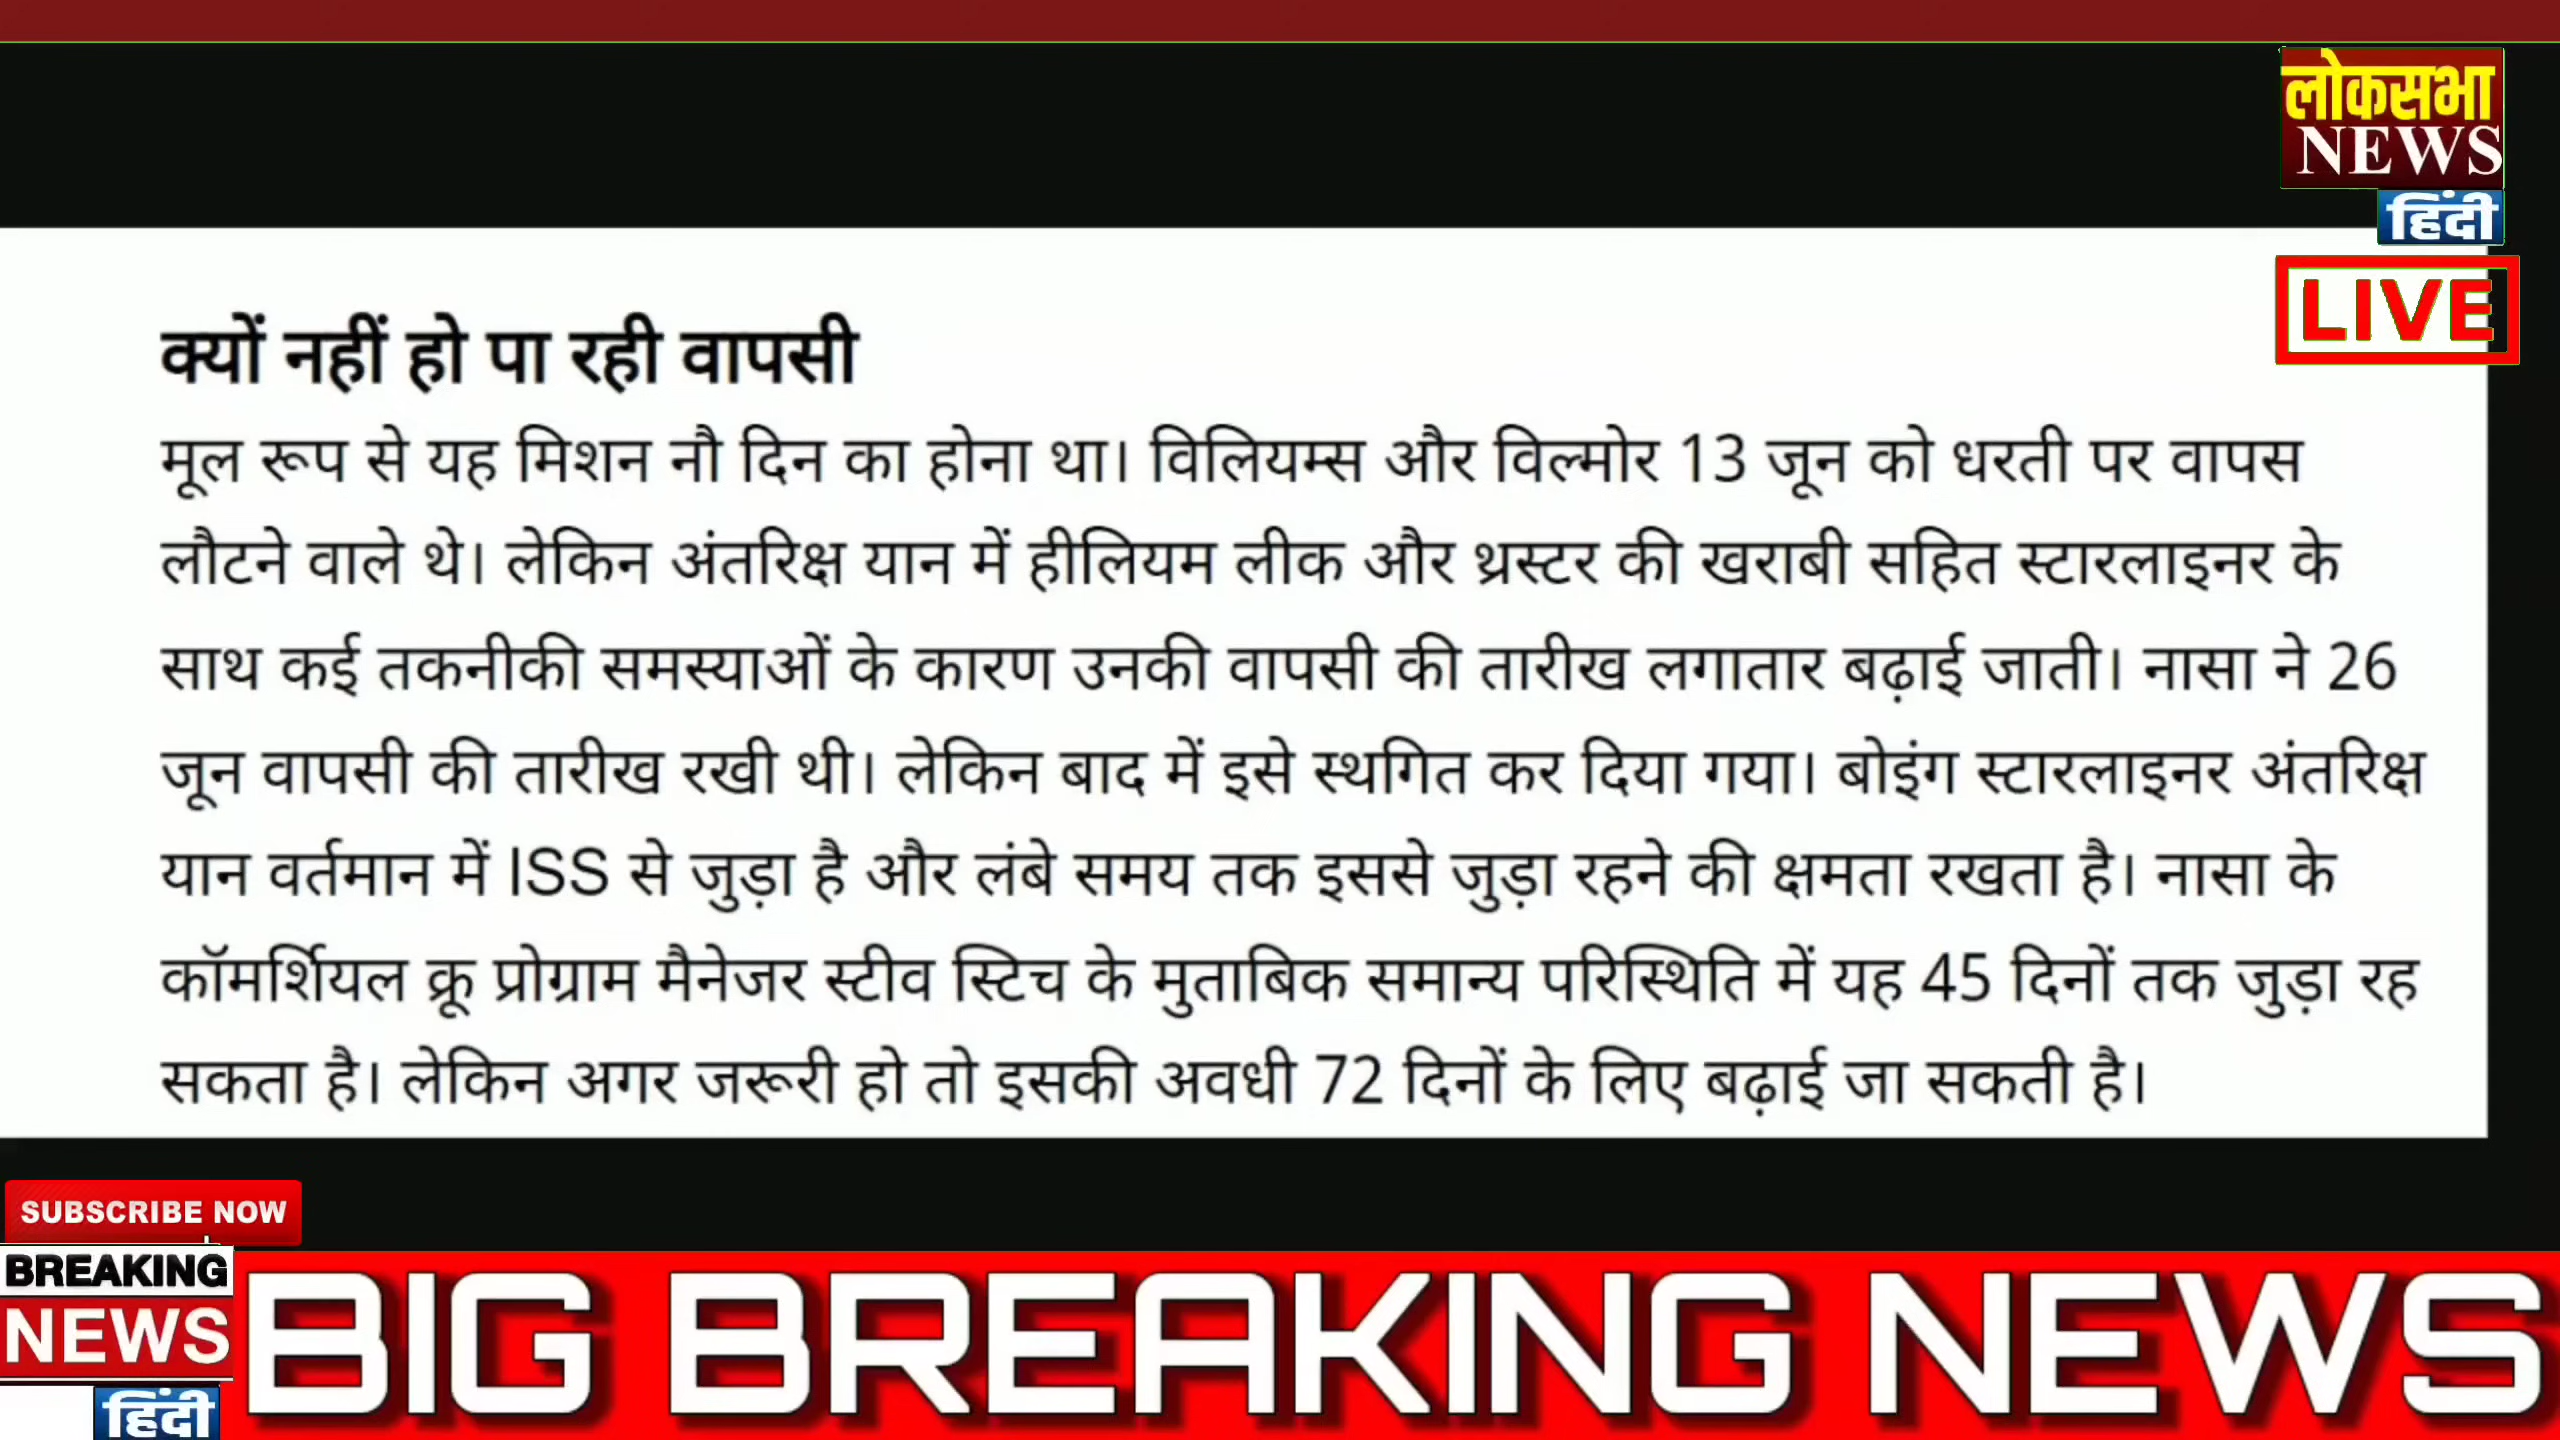 लोकसभा
NEWS
हिंदी
LIVE
क्यों नहीं हो पा रही वापसी
मूल रूप से यह मिशन नौ दिन का होना था। विलियम्स और विल्मोर 13 जून को धरती पर वापस
लौटने वाले थे। लेकिन अंतरिक्ष यान में हीलियम लीक और थ्रस्टर की खराबी सहित स्टारलाइनर के
साथ कई तकनीकी समस्याओं के कारण उनकी वापसी की तारीख लगातार बढ़ाई जाती। नासा ने 26
जून वापसी की तारीख रखी थी। लेकिन बाद में इसे स्थगित कर दिया गया। बोइंग स्टारलाइनर अंतरिक्ष
यान वर्तमान में ISS से जुड़ा है और लंबे समय तक इससे जुड़ा रहने की क्षमता रखता है। नासा के
कॉमर्शियल क्रू प्रोग्राम मैनेजर स्टीव स्टिच के मुताबिक समान्य परिस्थिति में यह 45 दिनों तक जुड़ा रह
सकता है। लेकिन अगर जरूरी हो तो इसकी अवधी 72 दिनों के लिए बढ़ाई जा सकती है।
SUBSCRIBE NOW
BREAKING
NEWS
हिंदी
BIG BREAKING NEWS